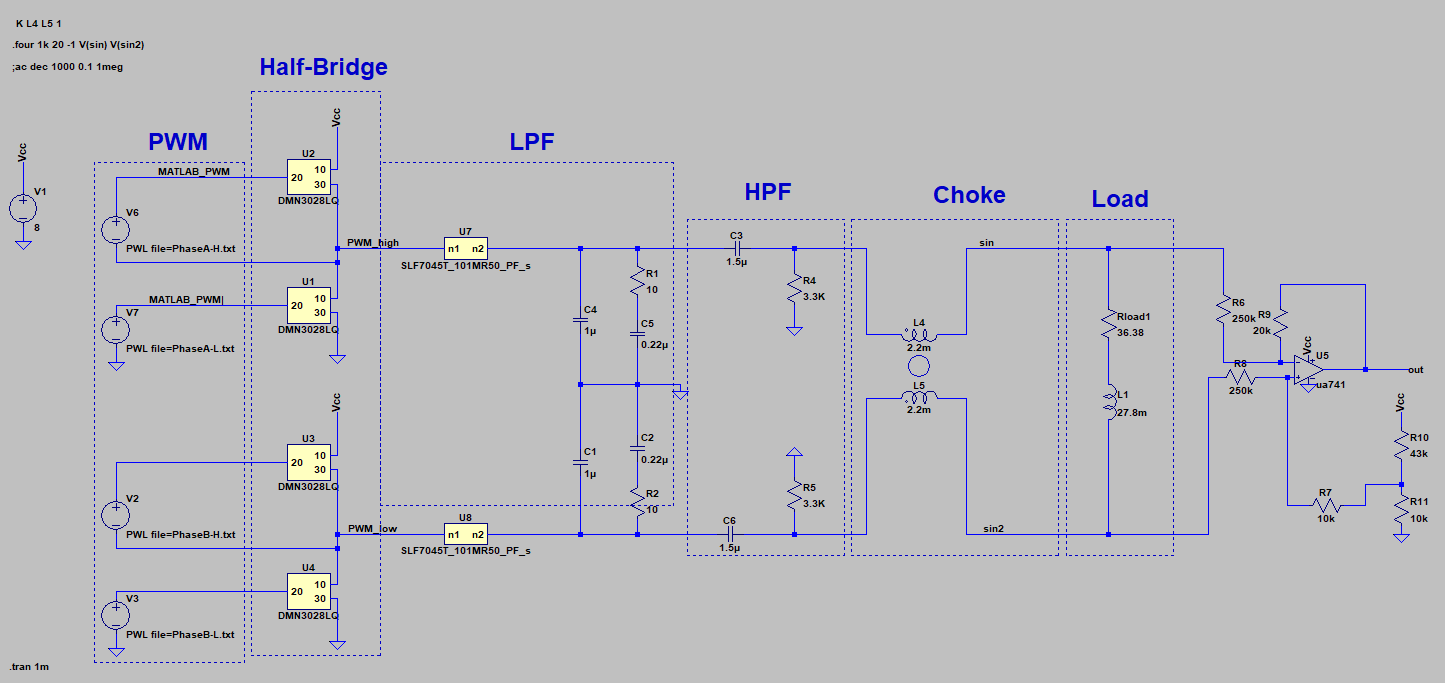 K L4 L5 1
.four 1k 20 -1 V(sin) V(sin2)
;ac dec 1000 0.1 1meg
Half-Bridge
PWM
LPF
HPF
Choke
Load
Vcc
V1
8
Vcc
U2
10
20
30
DMN3028LQ
MATLAB_PWM
V6
PWL file=PhaseA-H.txt
PWM_high
U7
n1 n2
SLF7045T_101MR50_PF_s
U1
10
20
30
DMN3028LQ
MATLAB_PWM|
V7
PWL file=PhaseA-L.txt
R1
10
C4
1µ
C5
0.22µ
C3
1.5µ
R4
3.3K
L4
2.2m
L5
2.2m
sin
Rload1
36.38
L1
27.8m
R6
250k
R9
20k
Vcc
U5
ua741
R8
250k
out
Vcc
R10
43k
R7
10k
R11
10k
Vcc
U3
10
20
30
DMN3028LQ
V2
PWL file=PhaseB-H.txt
PWM_low
U8
n1 n2
SLF7045T_101MR50_PF_s
C1
1µ
C2
0.22µ
R2
10
C6
1.5µ
R5
3.3K
sin2
U4
10
20
30
DMN3028LQ
V3
PWL file=PhaseB-L.txt
.tran 1m